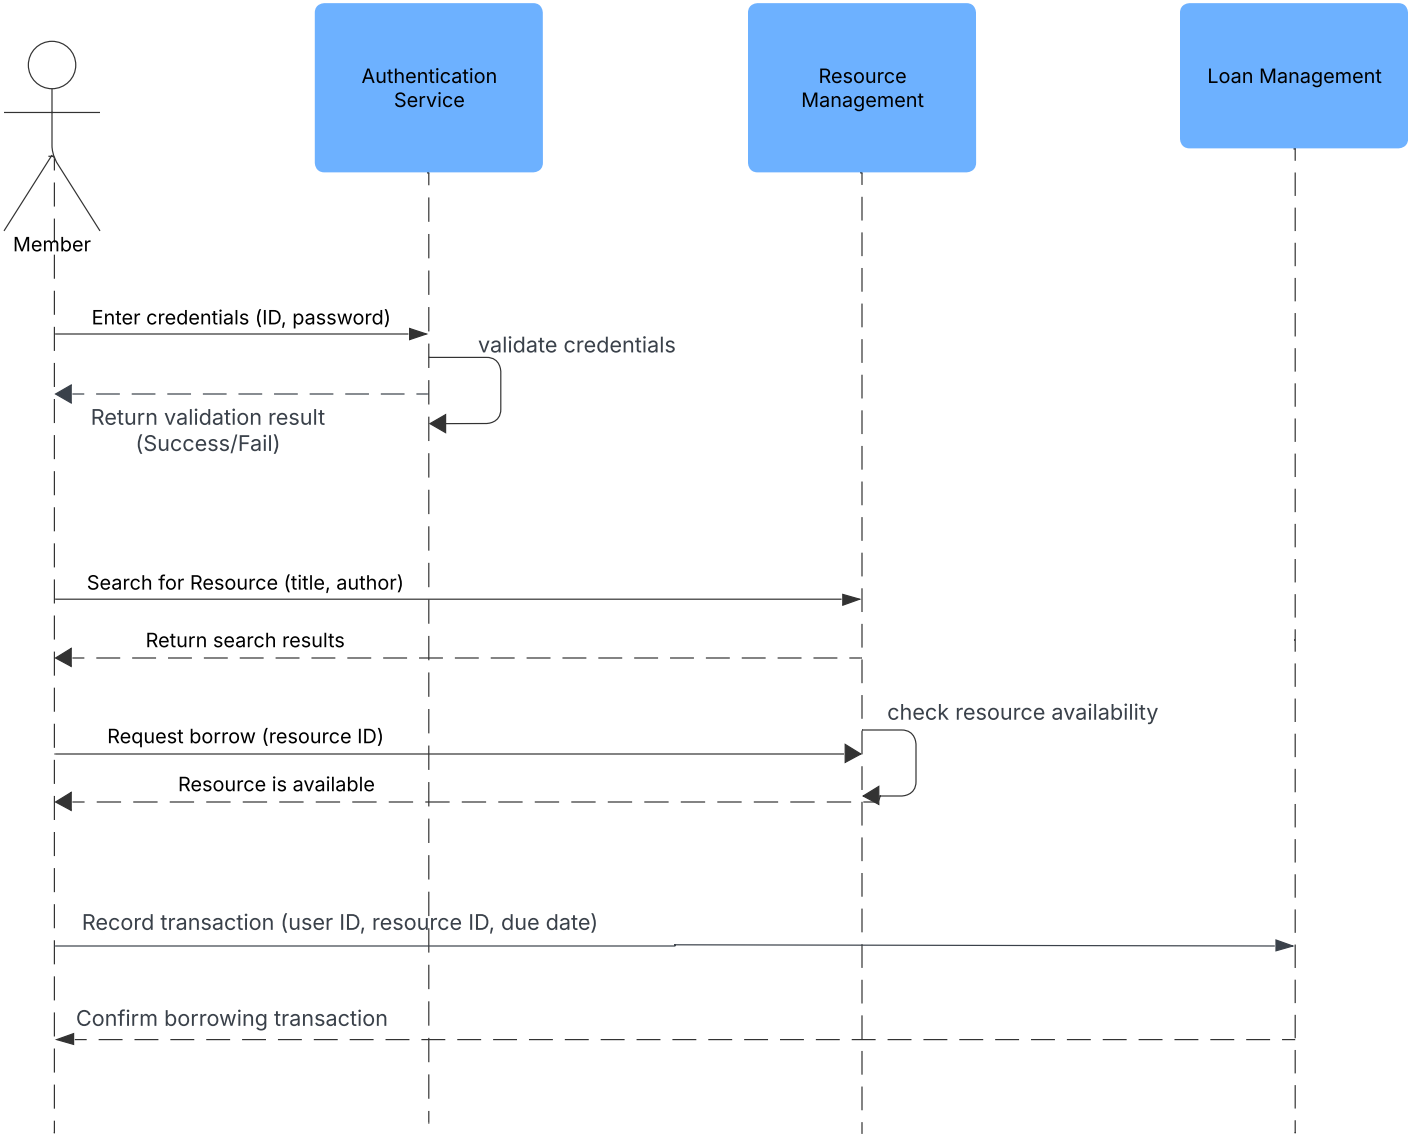 Authentication
Service
Resource
Management
Loan Management
Member
Enter credentials (ID, password)
validate credentials
Return validation result
(Success/Fail)
Search for Resource (title, author)
Return search results
check resource availability
Request borrow (resource ID)
Resource is available
Record transaction (user ID, resource ID, due date)
Confirm borrowing transaction